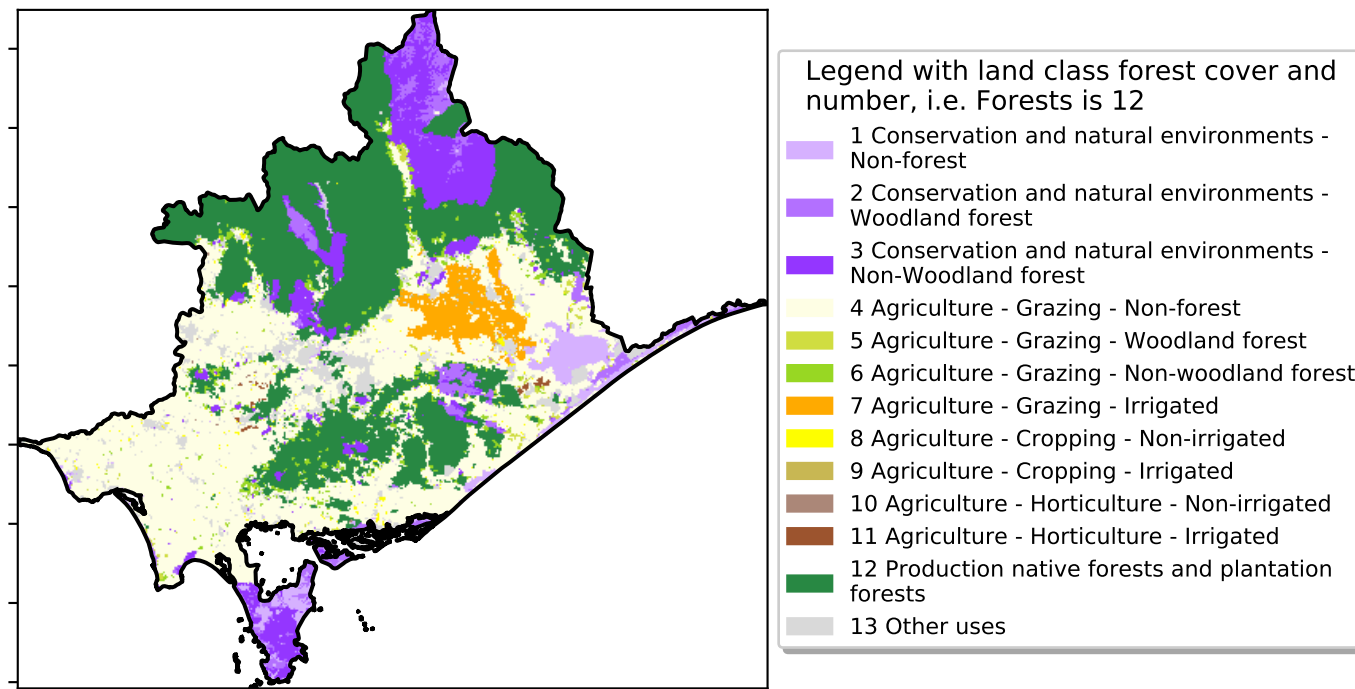 Legend with land class forest cover and
number, i.e. Forests is 12
1 Conservation and natural environments -
Non-forest
2 Conservation and natural environments -
Woodland forest
3 Conservation and natural environments -
Non-Woodland forest
4 Agriculture - Grazing - Non-forest
5 Agriculture - Grazing - Woodland forest
6 Agriculture - Grazing - Non-woodland forest
7 Agriculture - Grazing - Irrigated
8 Agriculture - Cropping - Non-irrigated
9 Agriculture - Cropping - Irrigated
10 Agriculture - Horticulture - Non-irrigated
11 Agriculture - Horticulture - Irrigated
12 Production native forests and plantation
forests
13 Other uses